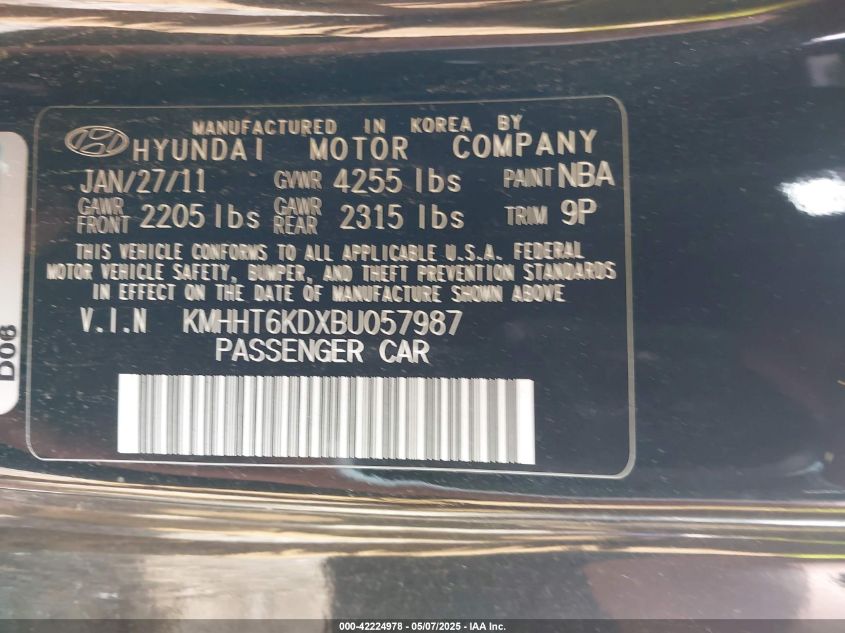 MANUFACTURED IN KOREA BY
HYUNDAI MOTOR COMPANY
JAN/27/11 GVWR 4255 lbs PAINT NBA
GAWR FRONT 2205 lbs GAWR REAR 2315 lbs TRIM 9P
THIS VEHICLE CONFORMS TO ALL APPLICABLE U.S.A. FEDERAL
MOTOR VEHICLE SAFETY, BUMPER, AND THEFT PREVENTION STANDARDS
IN EFFECT ON THE DATE OF MANUFACTURE SHOWN ABOVE
V.I.N KMHHT6KDXBU057987
PASSENGER CAR
D06
000-42224978 - 05/07/2025 - IAA Inc.